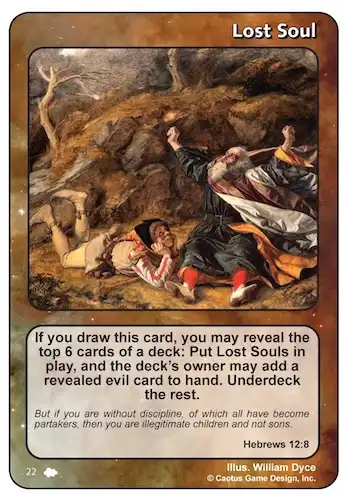 Lost Soul
If you draw this card, you may reveal the
top 6 cards of a deck: Put Lost Souls in
play, and the deck's owner may add a
revealed evil card to hand. Underdeck
the rest.
But if you are without discipline, of which all have become
partakers, then you are illegitimate children and not sons.
Hebrews 12:8
22
Illus. William Dyce
© Cactus Game Design, Inc.